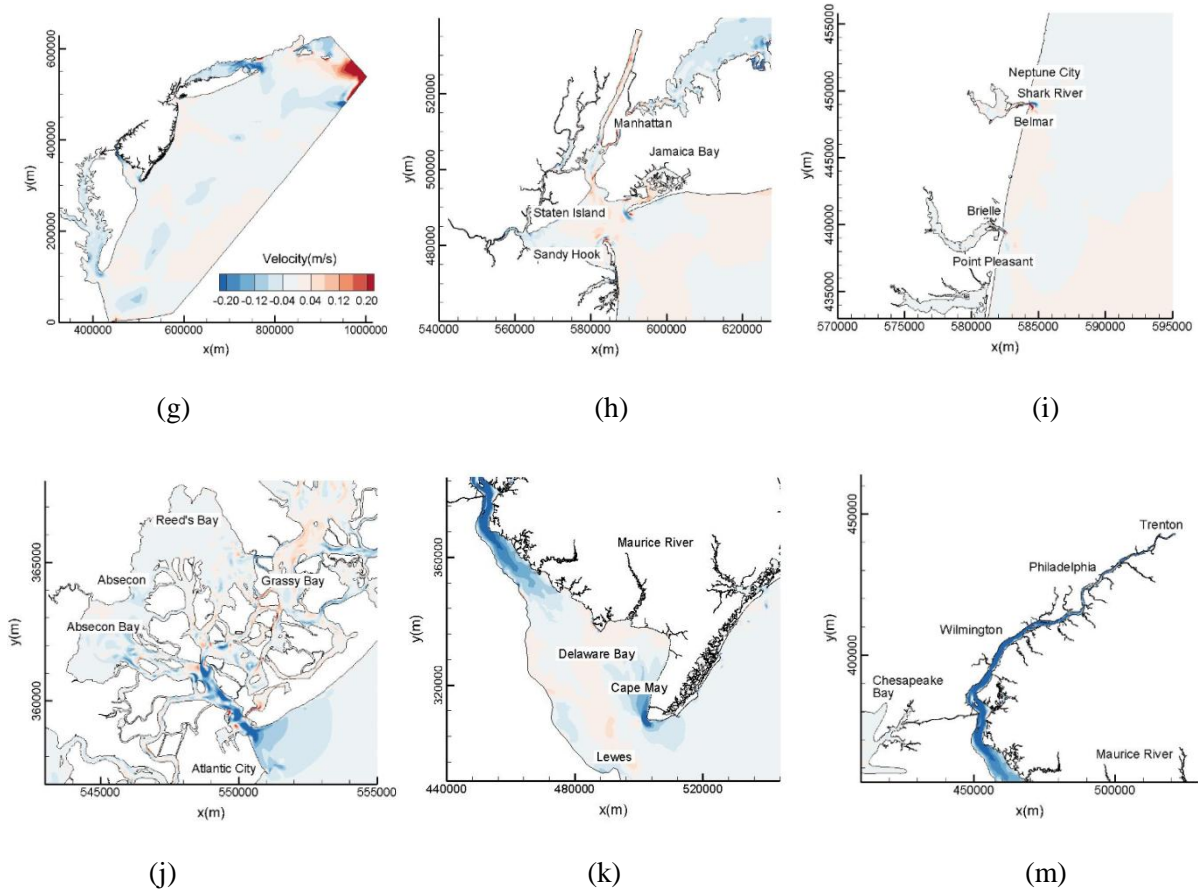 600000
400000
200000
0
y(m)
Velocity(m/s)
-0.20 -0.12 -0.04 0.04 0.12 0.20
400000 600000 800000 1000000
x(m)
(g)
520000
500000
480000
y(m)
Manhattan
Jamaica Bay
Staten Island
Sandy Hook
540000 560000 580000 600000 620000
x(m)
(h)
455000
450000
445000
440000
435000
y(m)
Neptune City
Shark River
Belmar
Brielle
Point Pleasant
570000 575000 580000 585000 590000 595000
x(m)
(i)
365000
360000
y(m)
Reed's Bay
Absecon
Grassy Bay
Absecon Bay
Atlantic City
545000 550000 555000
x(m)
(j)
360000
320000
y(m)
Maurice River
Delaware Bay
Cape May
Lewes
440000 480000 520000
x(m)
(k)
450000
400000
y(m)
Trenton
Philadelphia
Wilmington
Chesapeake
Bay
Maurice River
450000 500000
x(m)
(m)